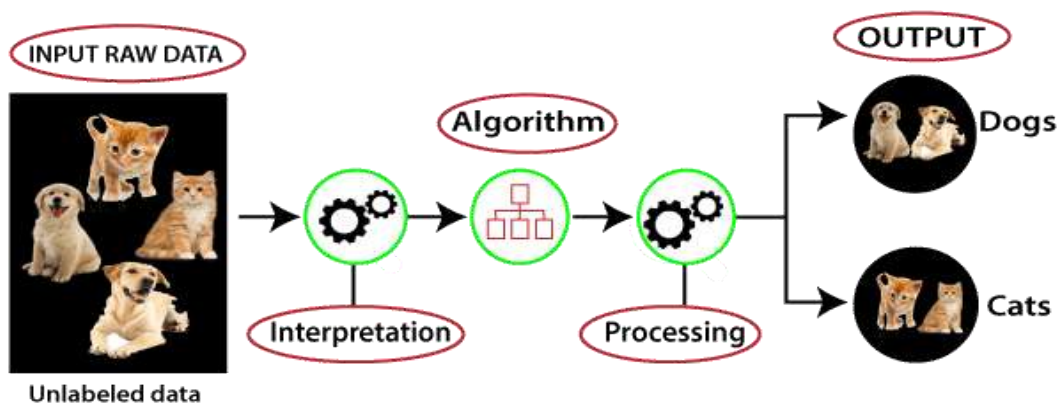 INPUT RAW DATA
OUTPUT
Algorithm
Dogs
Interpretation
Processing
Cats
Unlabeled data